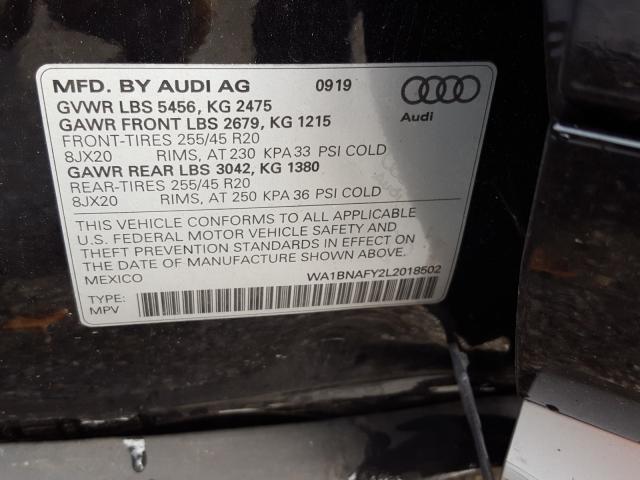 MFD. BY AUDI AG 0919
GVWR LBS 5456, KG 2475
GAWR FRONT LBS 2679, KG 1215
FRONT-TIRES 255/45 R20
8JX20 RIMS, AT 230 KPA 33 PSI COLD
GAWR REAR LBS 3042, KG 1380
REAR-TIRES 255/45 R20
8JX20 RIMS, AT 250 KPA 36 PSI COLD
Audi
THIS VEHICLE CONFORMS TO ALL APPLICABLE
U.S. FEDERAL MOTOR VEHICLE SAFETY AND
THEFT PREVENTION STANDARDS IN EFFECT ON
THE DATE OF MANUFACTURE SHOWN ABOVE.
MEXICO WA1BNAFY2L2018502
TYPE:
MPV